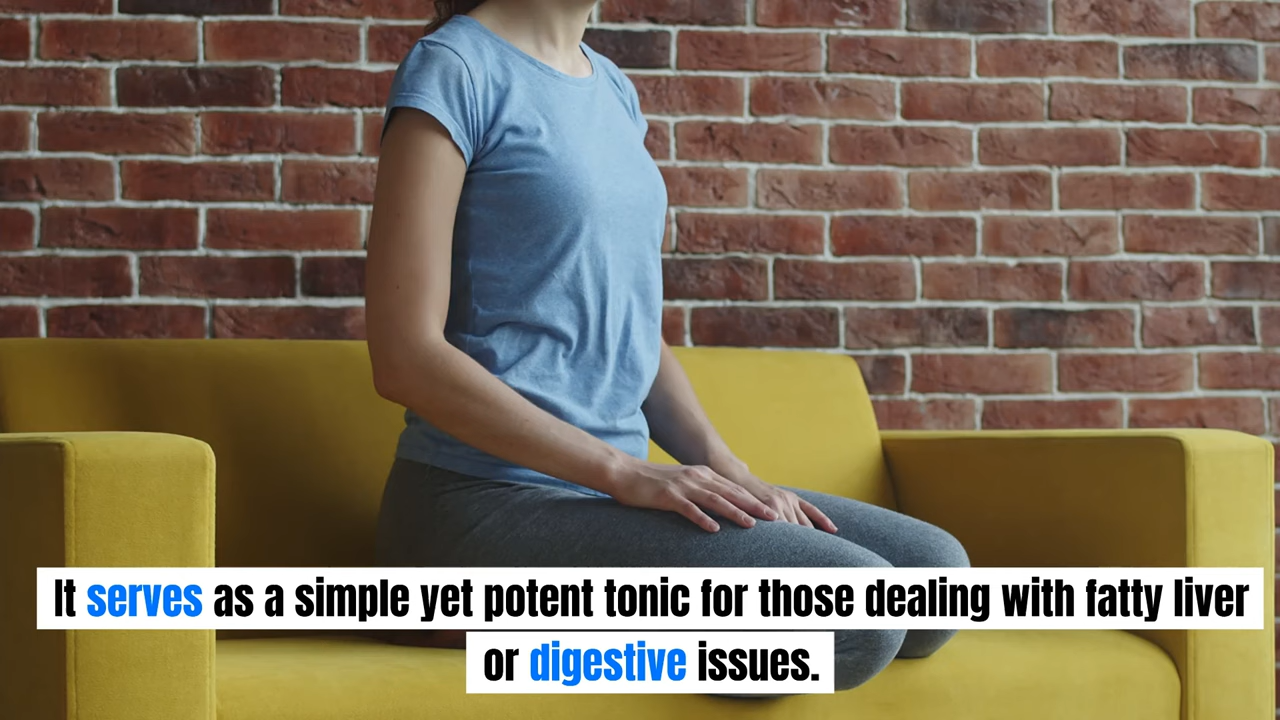 It serves as a simple yet potent tonic for those dealing with fatty liver
or digestive issues.